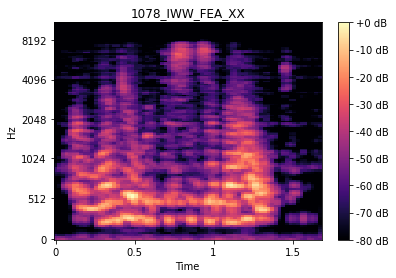 1078_IWW_FEA_XX
+0 dB
8192
-10 dB
4096
-20 dB
-30 dB
2048
Hz
-40 dB
1024
-50 dB
512
-60 dB
-70 dB
0
-80 dB
0
0.5
1
1.5
Time